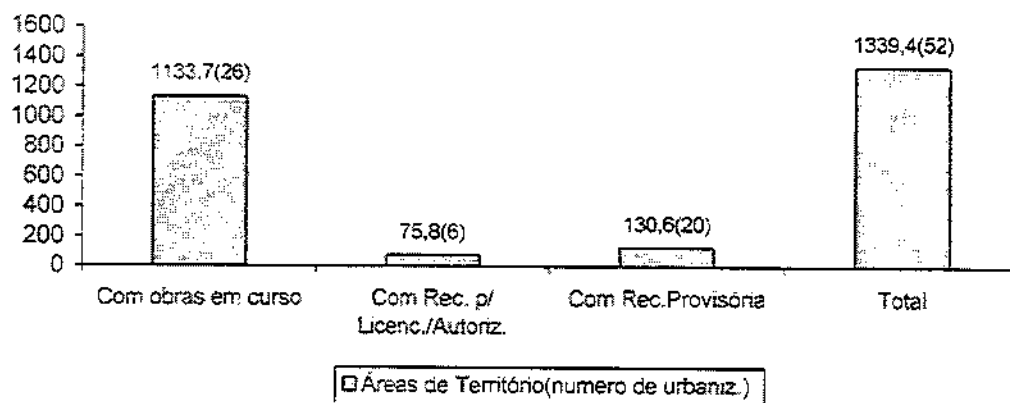 1600
1400
1200
1000
800
600
400
200
0
1133,7(26)
75,8(6)
130,6(20)
1339,4(52)
Com obras em curso
Com Rec. p/
Licenc./Autoriz.
Com Rec.Provisória
Total
Áreas de Território(numero de urbaniz.)